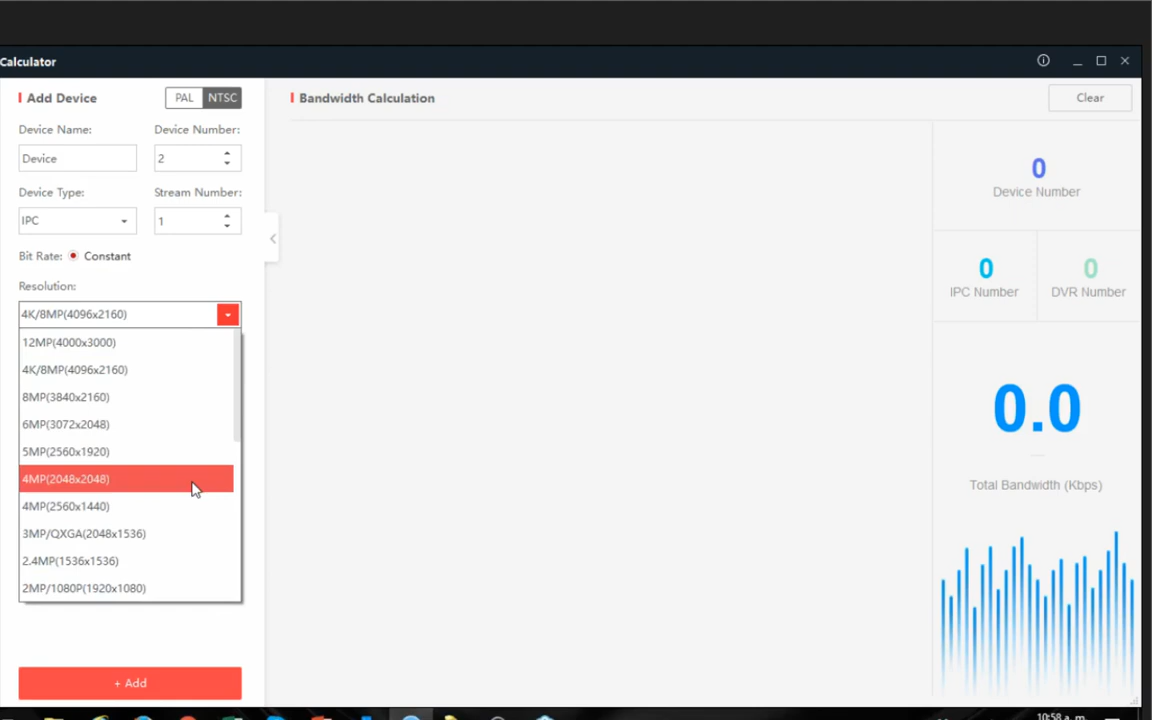 Calculator
Add Device
PAL
NTSC
Bandwidth Calculation
Clear
Device Name:
Device Number:
Device
2
Device Type:
Stream Number:
IPC
1
Bit Rate:
Constant
Resolution:
4K/8MP(4096x2160)
12MP(4000x3000)
4K/8MP(4096x2160)
8MP(3840x2160)
6MP(3072x2048)
5MP(2560x1920)
4MP(2048x2048)
4MP(2560x1440)
3MP/QXGA(2048x1536)
2.4MP(1536x1536)
2MP/1080P(1920x1080)
+ Add
0
Device Number
0
IPC Number
0
DVR Number
0.0
Total Bandwidth (Kbps)
10:58 a. m.